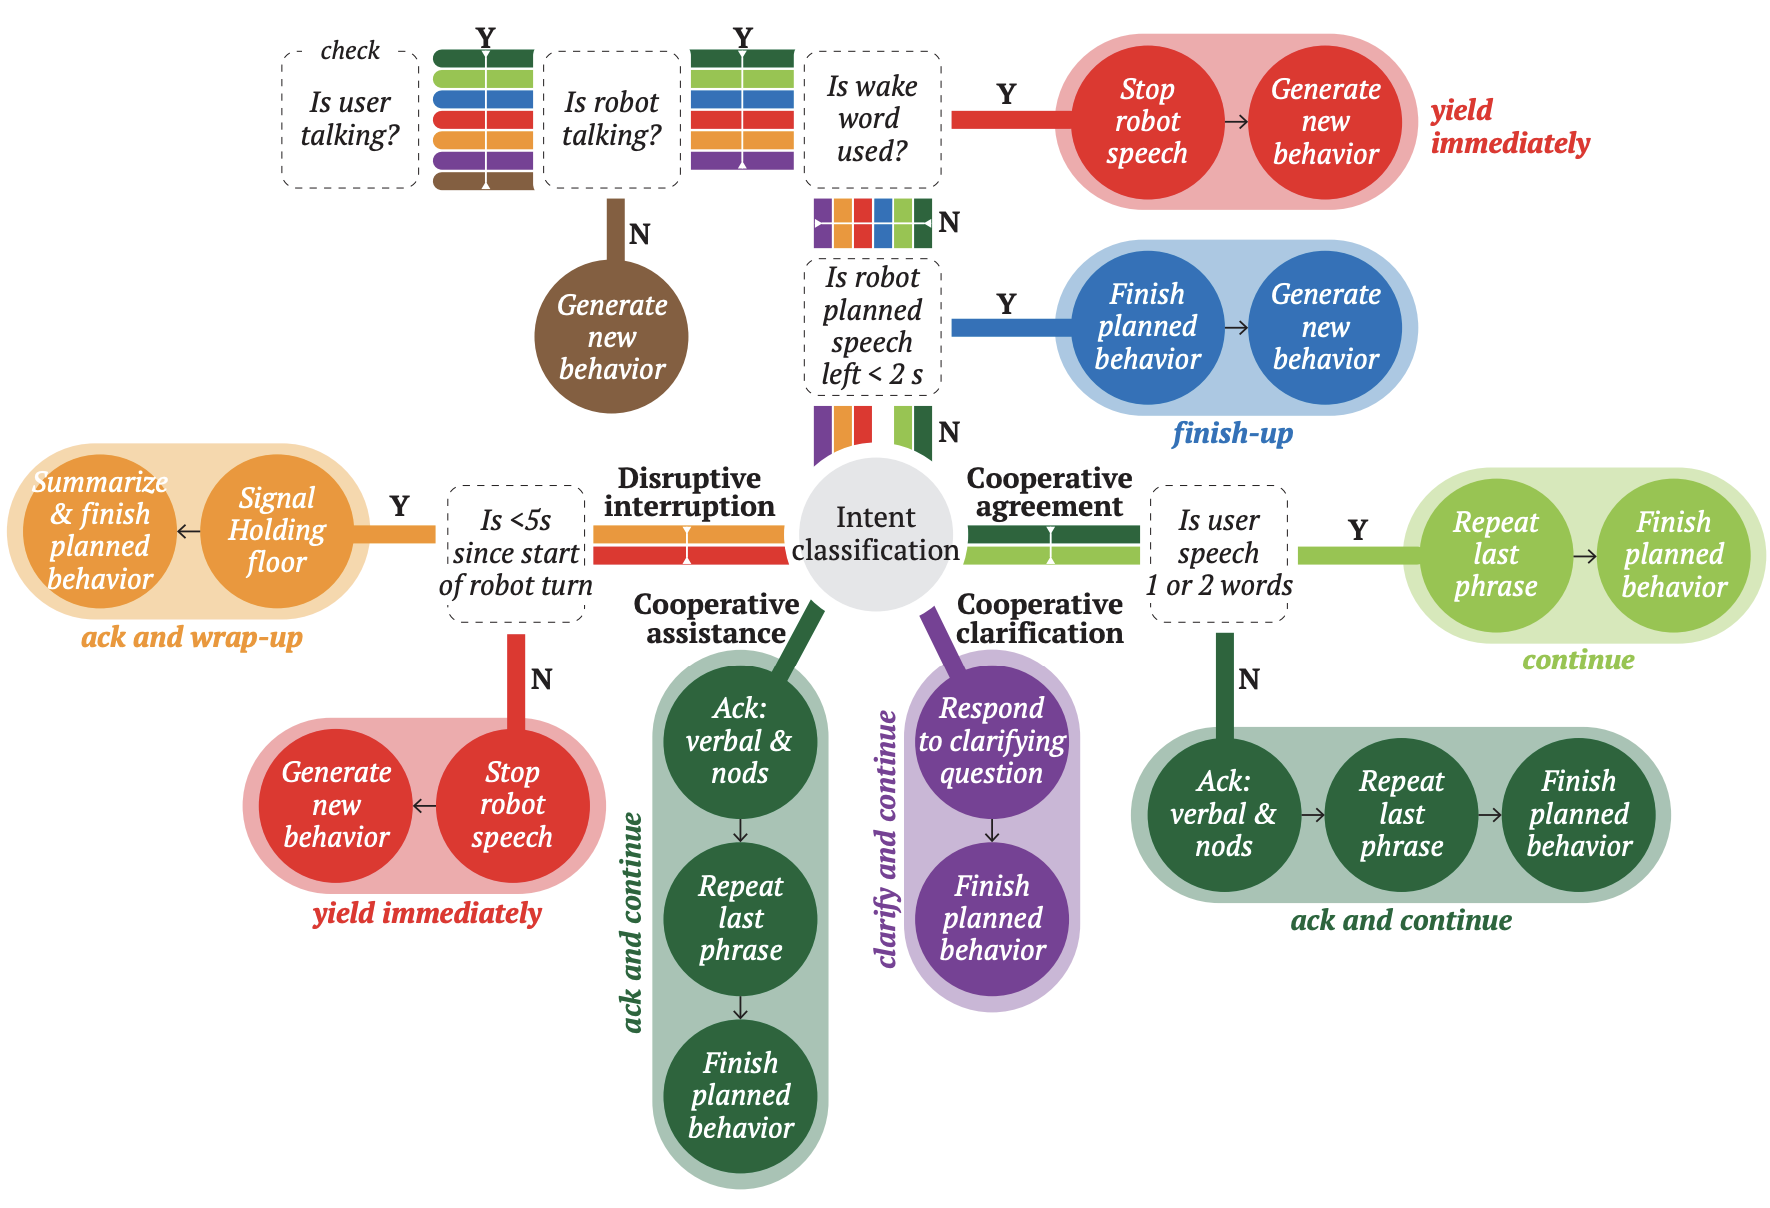 check
Is user
talking?
Y
Is robot
talking?
Y
Is wake
word
used?
Y
Stop
robot
speech
Generate
new
behavior
yield
immediately
N
Generate
new
behavior
N
Is robot
planned
speech
left < 2 s
Y
Finish
planned
behavior
Generate
new
behavior
finish-up
N
Intent
classification
Disruptive
interruption
Is <5s
since start
of robot turn
Y
Signal
Holding
floor
Summarize
& finish
planned
behavior
ack and wrap-up
N
Stop
robot
speech
Generate
new
behavior
yield immediately
Cooperative
assistance
Ack:
verbal &
nods
Repeat
last
phrase
Finish
planned
behavior
ack and continue
Cooperative
clarification
Respond
to clarifying
question
Finish
planned
behavior
clarify and continue
Cooperative
agreement
Is user
speech
1 or 2 words
Y
Repeat
last
phrase
Finish
planned
behavior
continue
N
Ack:
verbal &
nods
Repeat
last
phrase
Finish
planned
behavior
ack and continue